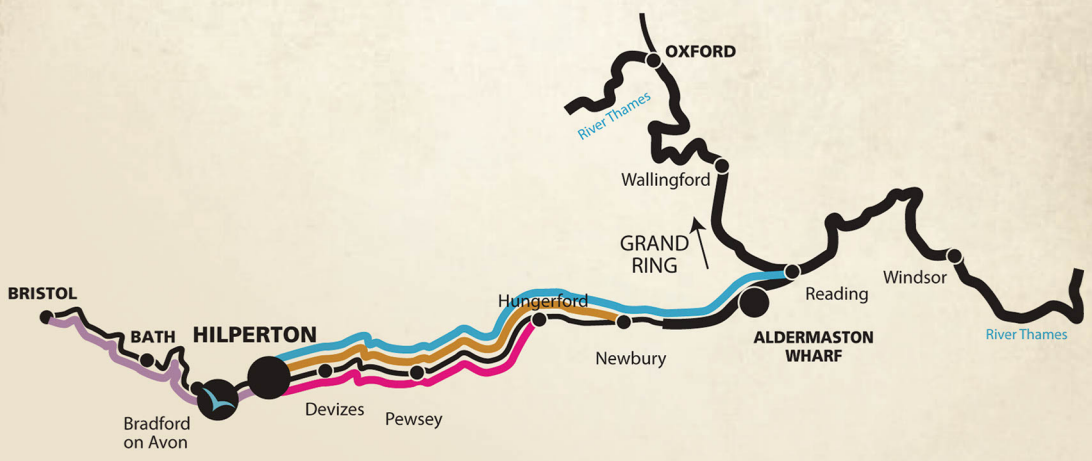 OXFORD
River Thames
Wallingford
GRAND
RING
Windsor
Reading
River Thames
BRISTOL
BATH
HILPERTON
Hungerford
Newbury
ALDERMASTON
WHARF
Devizes
Pewsey
Bradford
on Avon